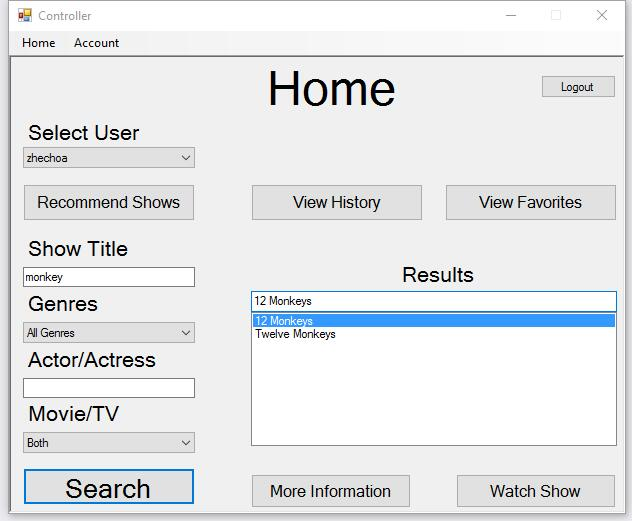 Controller
Home Account
Home
Logout
Select User
zhechoa
Recommend Shows
View History
View Favorites
Show Title
monkey
Results
12 Monkeys
Genres
12 Monkeys
All Genres
Twelve Monkeys
Actor/Actress
Movie/TV
Both
Search
More Information
Watch Show